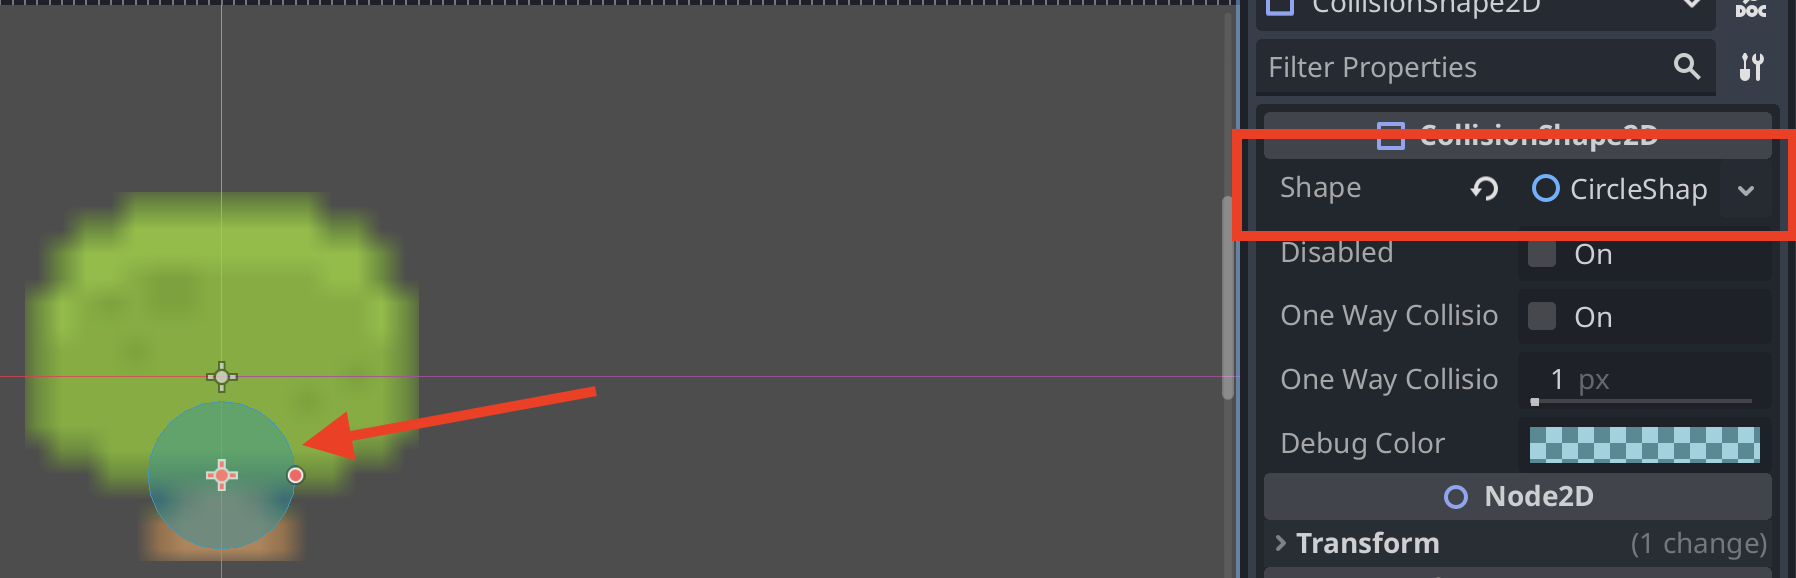 CollisionShape2D
DOC
Filter Properties
CollisionShape2D
Shape CircleShap
Disabled On
One Way Collisio On
One Way Collisio 1 px
Debug Color
Node2D
Transform (1 change)